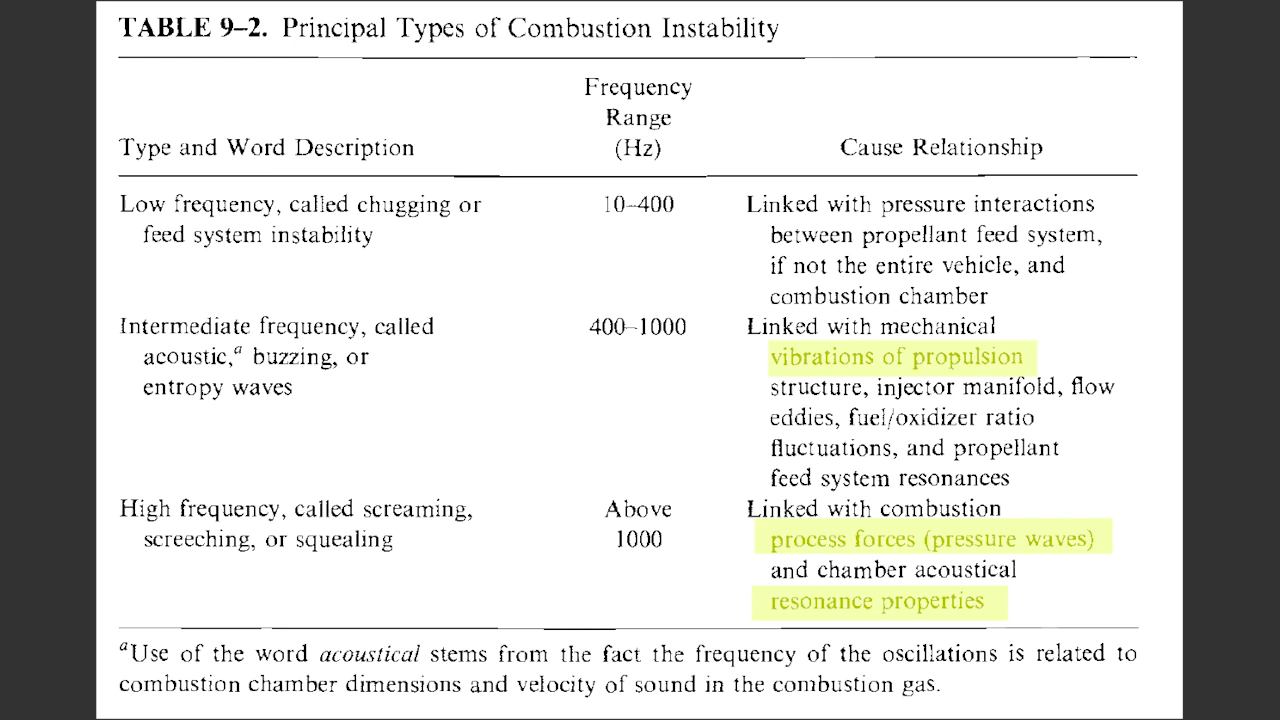 TABLE 9–2. Principal Types of Combustion Instability
Frequency
Range
Type and Word Description (Hz) Cause Relationship
Low frequency, called chugging or 10–400 Linked with pressure interactions
feed system instability between propellant feed system,
if not the entire vehicle, and
combustion chamber
Intermediate frequency, called 400–1000 Linked with mechanical
acoustic,ᵃ buzzing, or vibrations of propulsion
entropy waves structure, injector manifold, flow
eddies, fuel/oxidizer ratio
fluctuations, and propellant
feed system resonances
High frequency, called screaming, Above Linked with combustion
screeching, or squealing 1000 process forces (pressure waves)
and chamber acoustical
resonance properties
ᵃUse of the word acoustical stems from the fact the frequency of the oscillations is related to
combustion chamber dimensions and velocity of sound in the combustion gas.